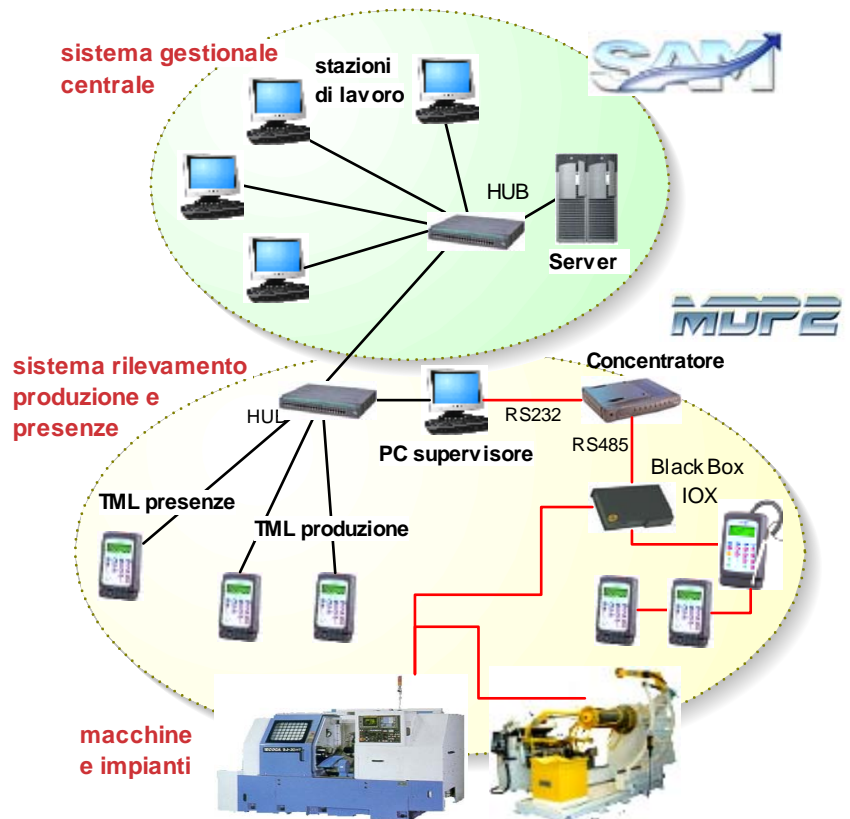 sistema gestionale
centrale
stazioni
di lavoro
SAM
HUB
Server
MDP2
sistema rilevamento
produzione e
presenze
Concentratore
HUL
RS232
PC supervisore
RS485
Black Box
IOX
TML presenze
TML produzione
macchine
e impianti